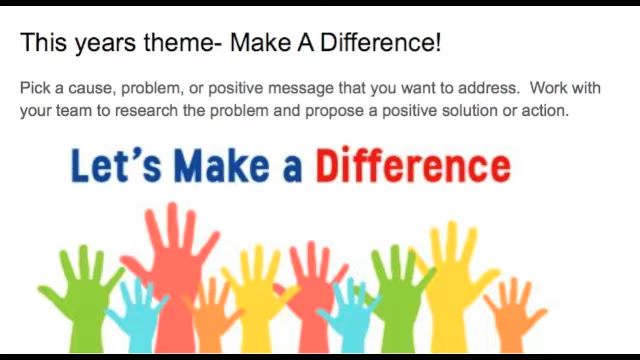 This years theme- Make A Difference!
Pick a cause, problem, or positive message that you want to address.  Work with
your team to research the problem and propose a positive solution or action.
Let's Make a Difference